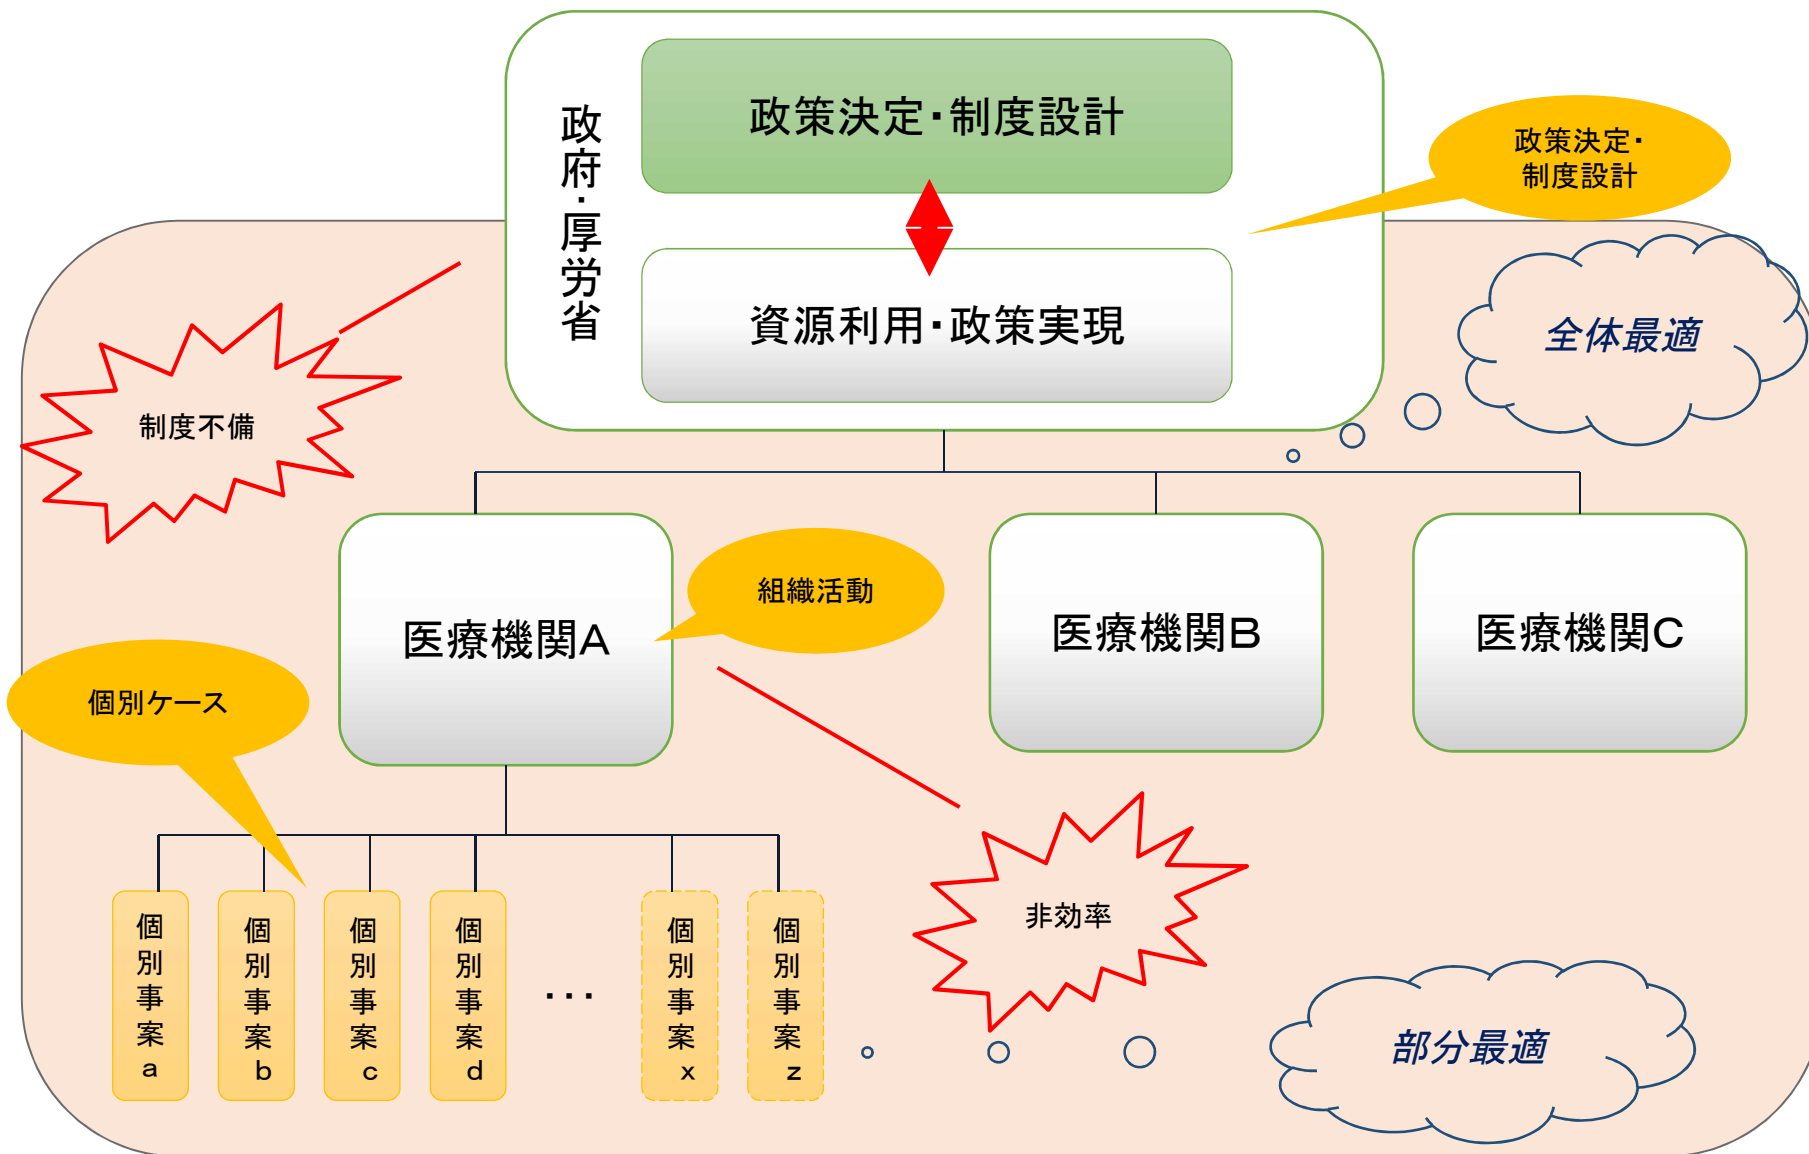 政府・厚労省
政策決定・制度設計
資源利用・政策実現
政策決定・
制度設計
全体最適
制度不備
医療機関A
組織活動
医療機関B
医療機関C
個別ケース
非効率
個別事案a
個別事案b
個別事案c
個別事案d
・・・
個別事案x
個別事案z
部分最適